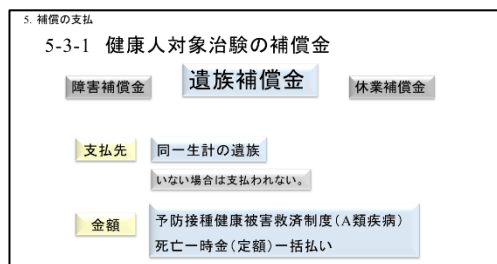 5. 補償の支払
5-3-1 健康人対象治験の補償金
障害補償金 遺族補償金 休業補償金
支払先 同一生計の遺族
いない場合は支払われない。
金額 予防接種健康被害救済制度(A類疾病)
死亡一時金(定額)一括払い